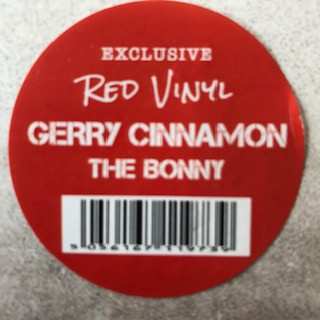 EXCLUSIVE
RED VINYL
GERRY CINNAMON
THE BONNY